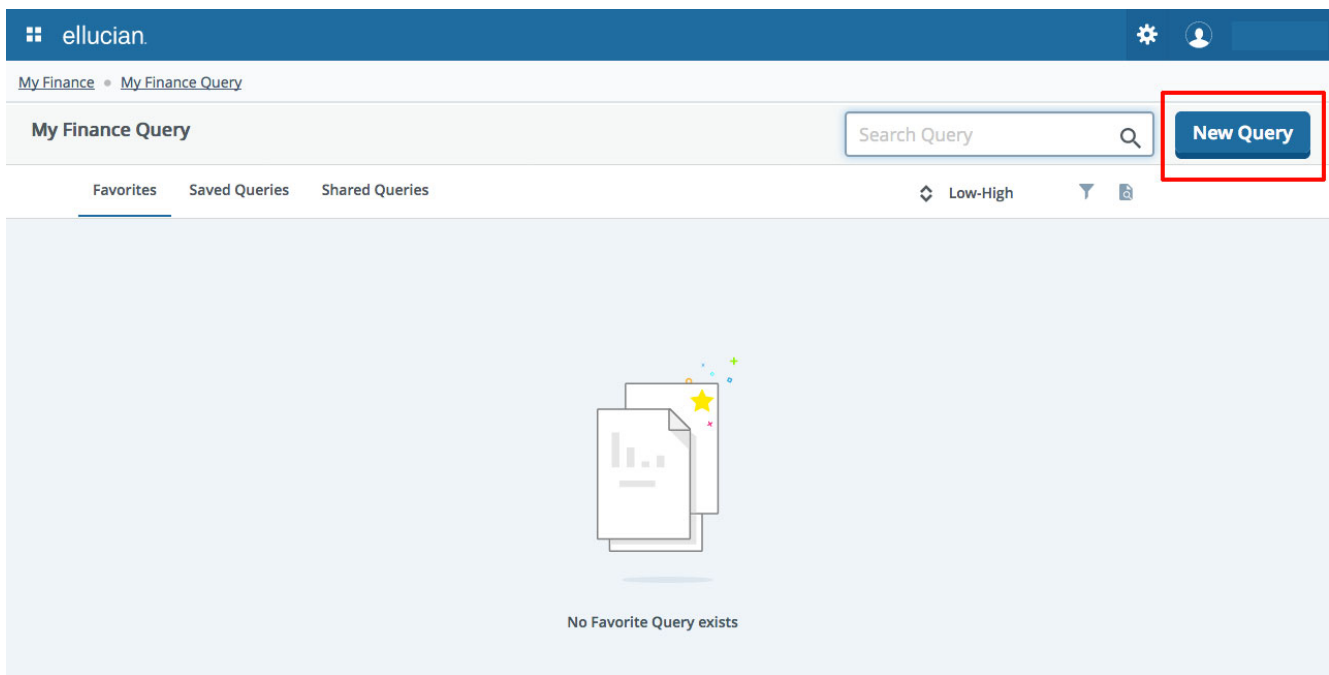 ellucian.
My Finance • My Finance Query
My Finance Query
Search Query
New Query
Favorites Saved Queries Shared Queries
Low-High
No Favorite Query exists